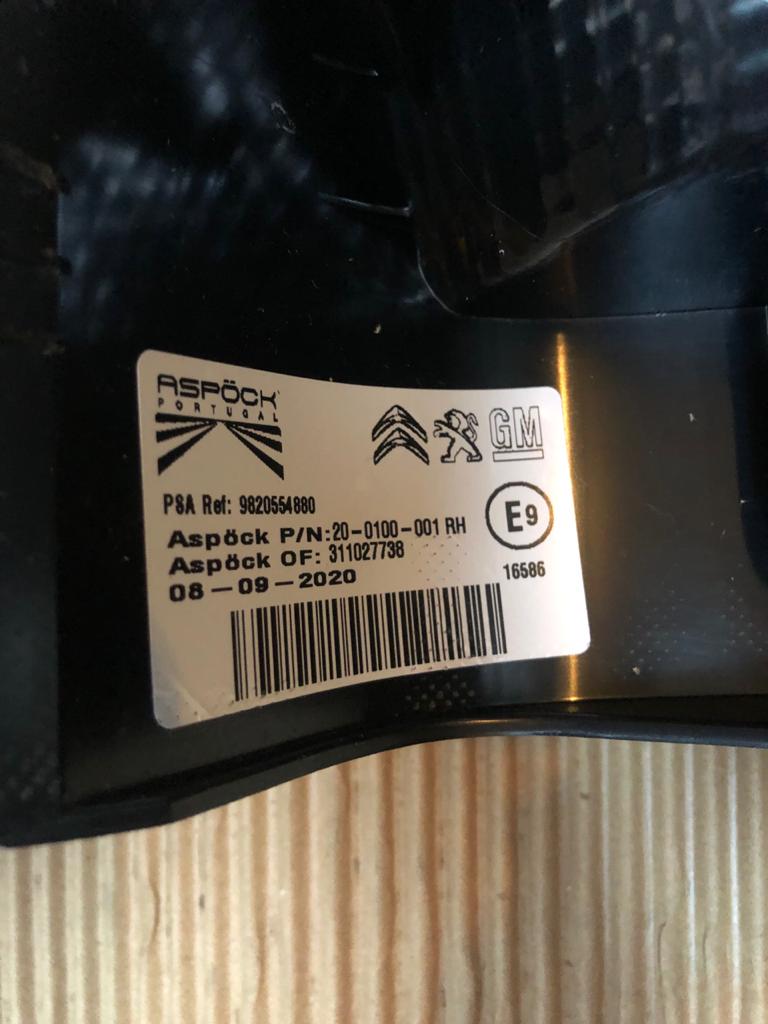 ASPÖCK
PORTUGAL
GM
PSA Ref: 9820554880
Aspöck P/N:20-0100-001 RH
E9
Aspöck OF: 311027738
08-09-2020
16586